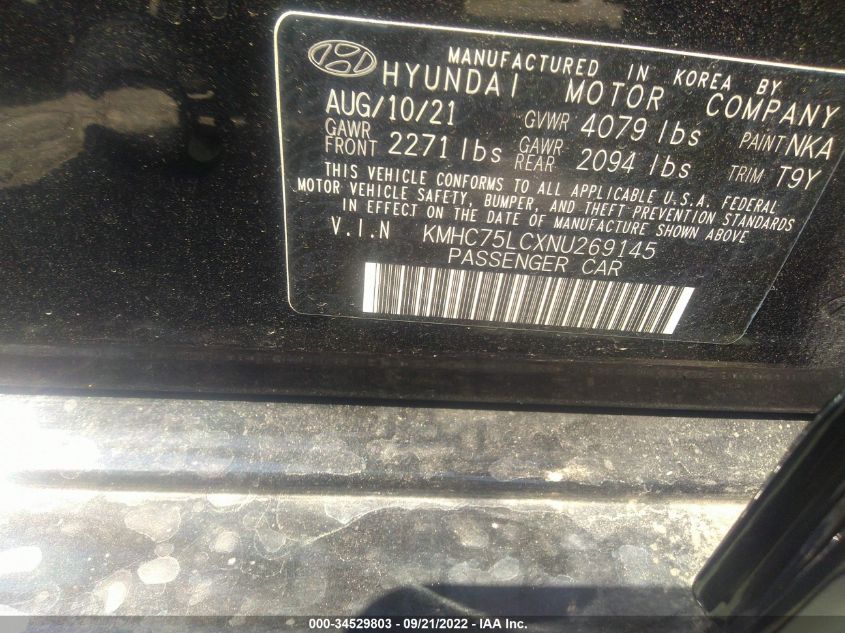 MANUFACTURED IN KOREA BY
HYUNDAI MOTOR COMPANY
AUG/10/21 GVWR 4079 lbs PAINT NKA
GAWR FRONT 2271 lbs GAWR REAR 2094 lbs TRIM T9Y
THIS VEHICLE CONFORMS TO ALL APPLICABLE U.S.A. FEDERAL
MOTOR VEHICLE SAFETY, BUMPER, AND THEFT PREVENTION STANDARDS
IN EFFECT ON THE DATE OF MANUFACTURE SHOWN ABOVE
V.I.N KMHC75LCXNU269145
PASSENGER CAR
000-34529803 - 09/21/2022 - IAA Inc.